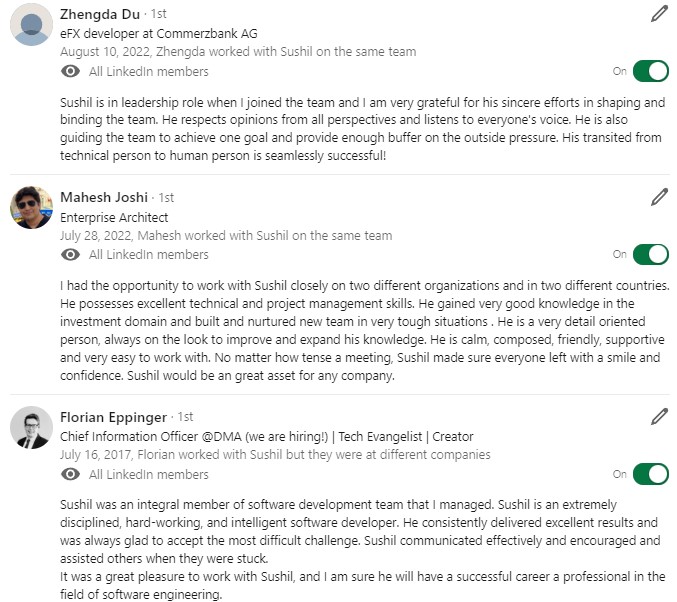 Zhengda Du · 1st
eFX developer at Commerzbank AG
August 10, 2022, Zhengda worked with Sushil on the same team
All LinkedIn members
On
Sushil is in leadership role when I joined the team and I am very grateful for his sincere efforts in shaping and
binding the team. He respects opinions from all perspectives and listens to everyone's voice. He is also
guiding the team to achieve one goal and provide enough buffer on the outside pressure. His transited from
technical person to human person is seamlessly successful!
Mahesh Joshi · 1st
Enterprise Architect
July 28, 2022, Mahesh worked with Sushil on the same team
All LinkedIn members
On
I had the opportunity to work with Sushil closely on two different organizations and in two different countries.
He possesses excellent technical and project management skills. He gained very good knowledge in the
investment domain and built and nurtured new team in very tough situations . He is a very detail oriented
person, always on the look to improve and expand his knowledge. He is calm, composed, friendly, supportive
and very easy to work with. No matter how tense a meeting, Sushil made sure everyone left with a smile and
confidence. Sushil would be an great asset for any company.
Florian Eppinger · 1st
Chief Information Officer @DMA (we are hiring!) | Tech Evangelist | Creator
July 16, 2017, Florian worked with Sushil but they were at different companies
All LinkedIn members
On
Sushil was an integral member of software development team that I managed. Sushil is an extremely
disciplined, hard-working, and intelligent software developer. He consistently delivered excellent results and
was always glad to accept the most difficult challenge. Sushil communicated effectively and encouraged and
assisted others when they were stuck.
It was a great pleasure to work with Sushil, and I am sure he will have a successful career a professional in the
field of software engineering.